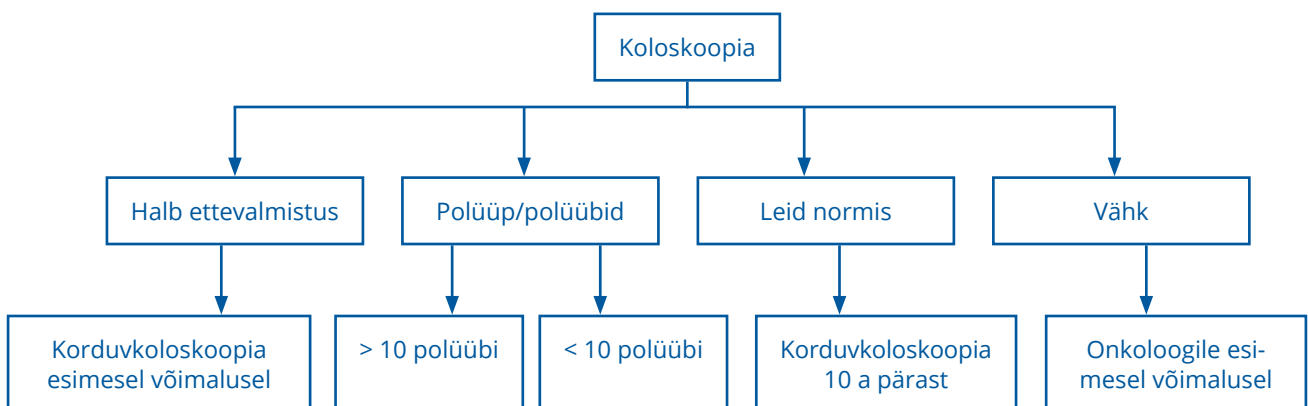 Koloskoopia
Halb ettevalmistus
Polüüp/polüübid
Leid normis
Vähk
Korduvkoloskoopia
esimesel võimalusel
> 10 polüübi
< 10 polüübi
Korduvkoloskoopia
10 a pärast
Onkoloogile esi-
mesel võimalusel